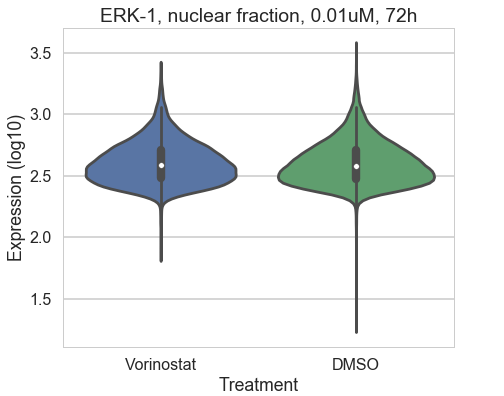 ERK-1, nuclear fraction, 0.01uM, 72h
Expression (log10)
3.5
3.0
2.5
2.0
1.5
Vorinostat DMSO
Treatment